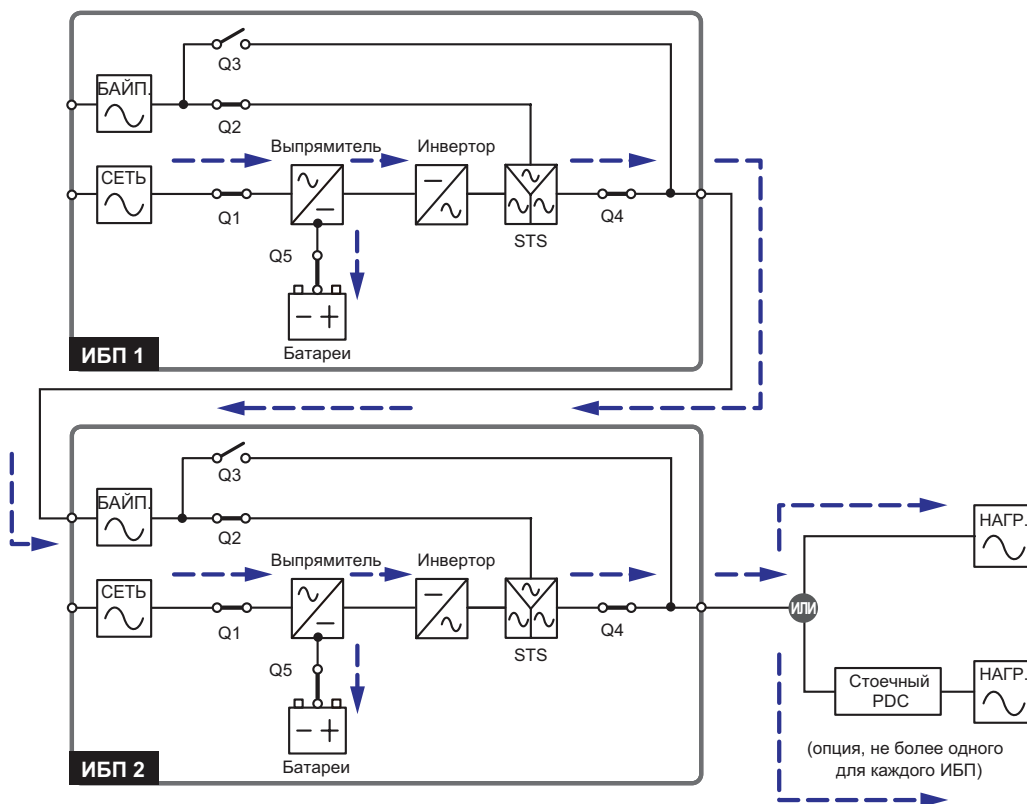 Q3
БАЙП.
Q2
Выпрямитель
Инвертор
СЕТЬ
Q1
Q4
STS
Q5
− +
Батареи
ИБП 1
Q3
БАЙП.
Q2
НАГР.
Выпрямитель
Инвертор
СЕТЬ
ИЛИ
Q1
Q4
STS
Q5
Стоечный
PDC
НАГР.
− +
(опция, не более одного
для каждого ИБП)
Батареи
ИБП 2